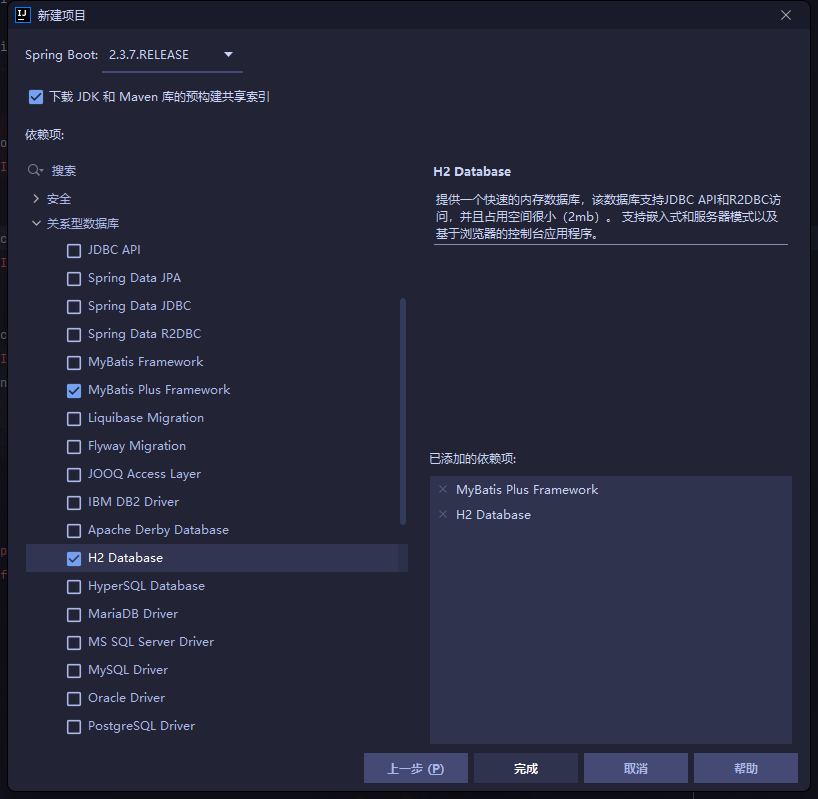 新建项目
Spring Boot: 2.3.7.RELEASE
下载 JDK 和 Maven 库的预构建共享索引
依赖项:
搜索
安全
关系型数据库
JDBC API
Spring Data JPA
Spring Data JDBC
Spring Data R2DBC
MyBatis Framework
MyBatis Plus Framework
Liquibase Migration
Flyway Migration
JOOQ Access Layer
IBM DB2 Driver
Apache Derby Database
H2 Database
HyperSQL Database
MariaDB Driver
MS SQL Server Driver
MySQL Driver
Oracle Driver
PostgreSQL Driver
H2 Database
提供一个快速的内存数据库，该数据库支持JDBC API和R2DBC访
问，并且占用空间很小（2mb）。 支持嵌入式和服务器模式以及
基于浏览器的控制台应用程序。
已添加的依赖项:
MyBatis Plus Framework
H2 Database
上一步 (P)
完成
取消
帮助